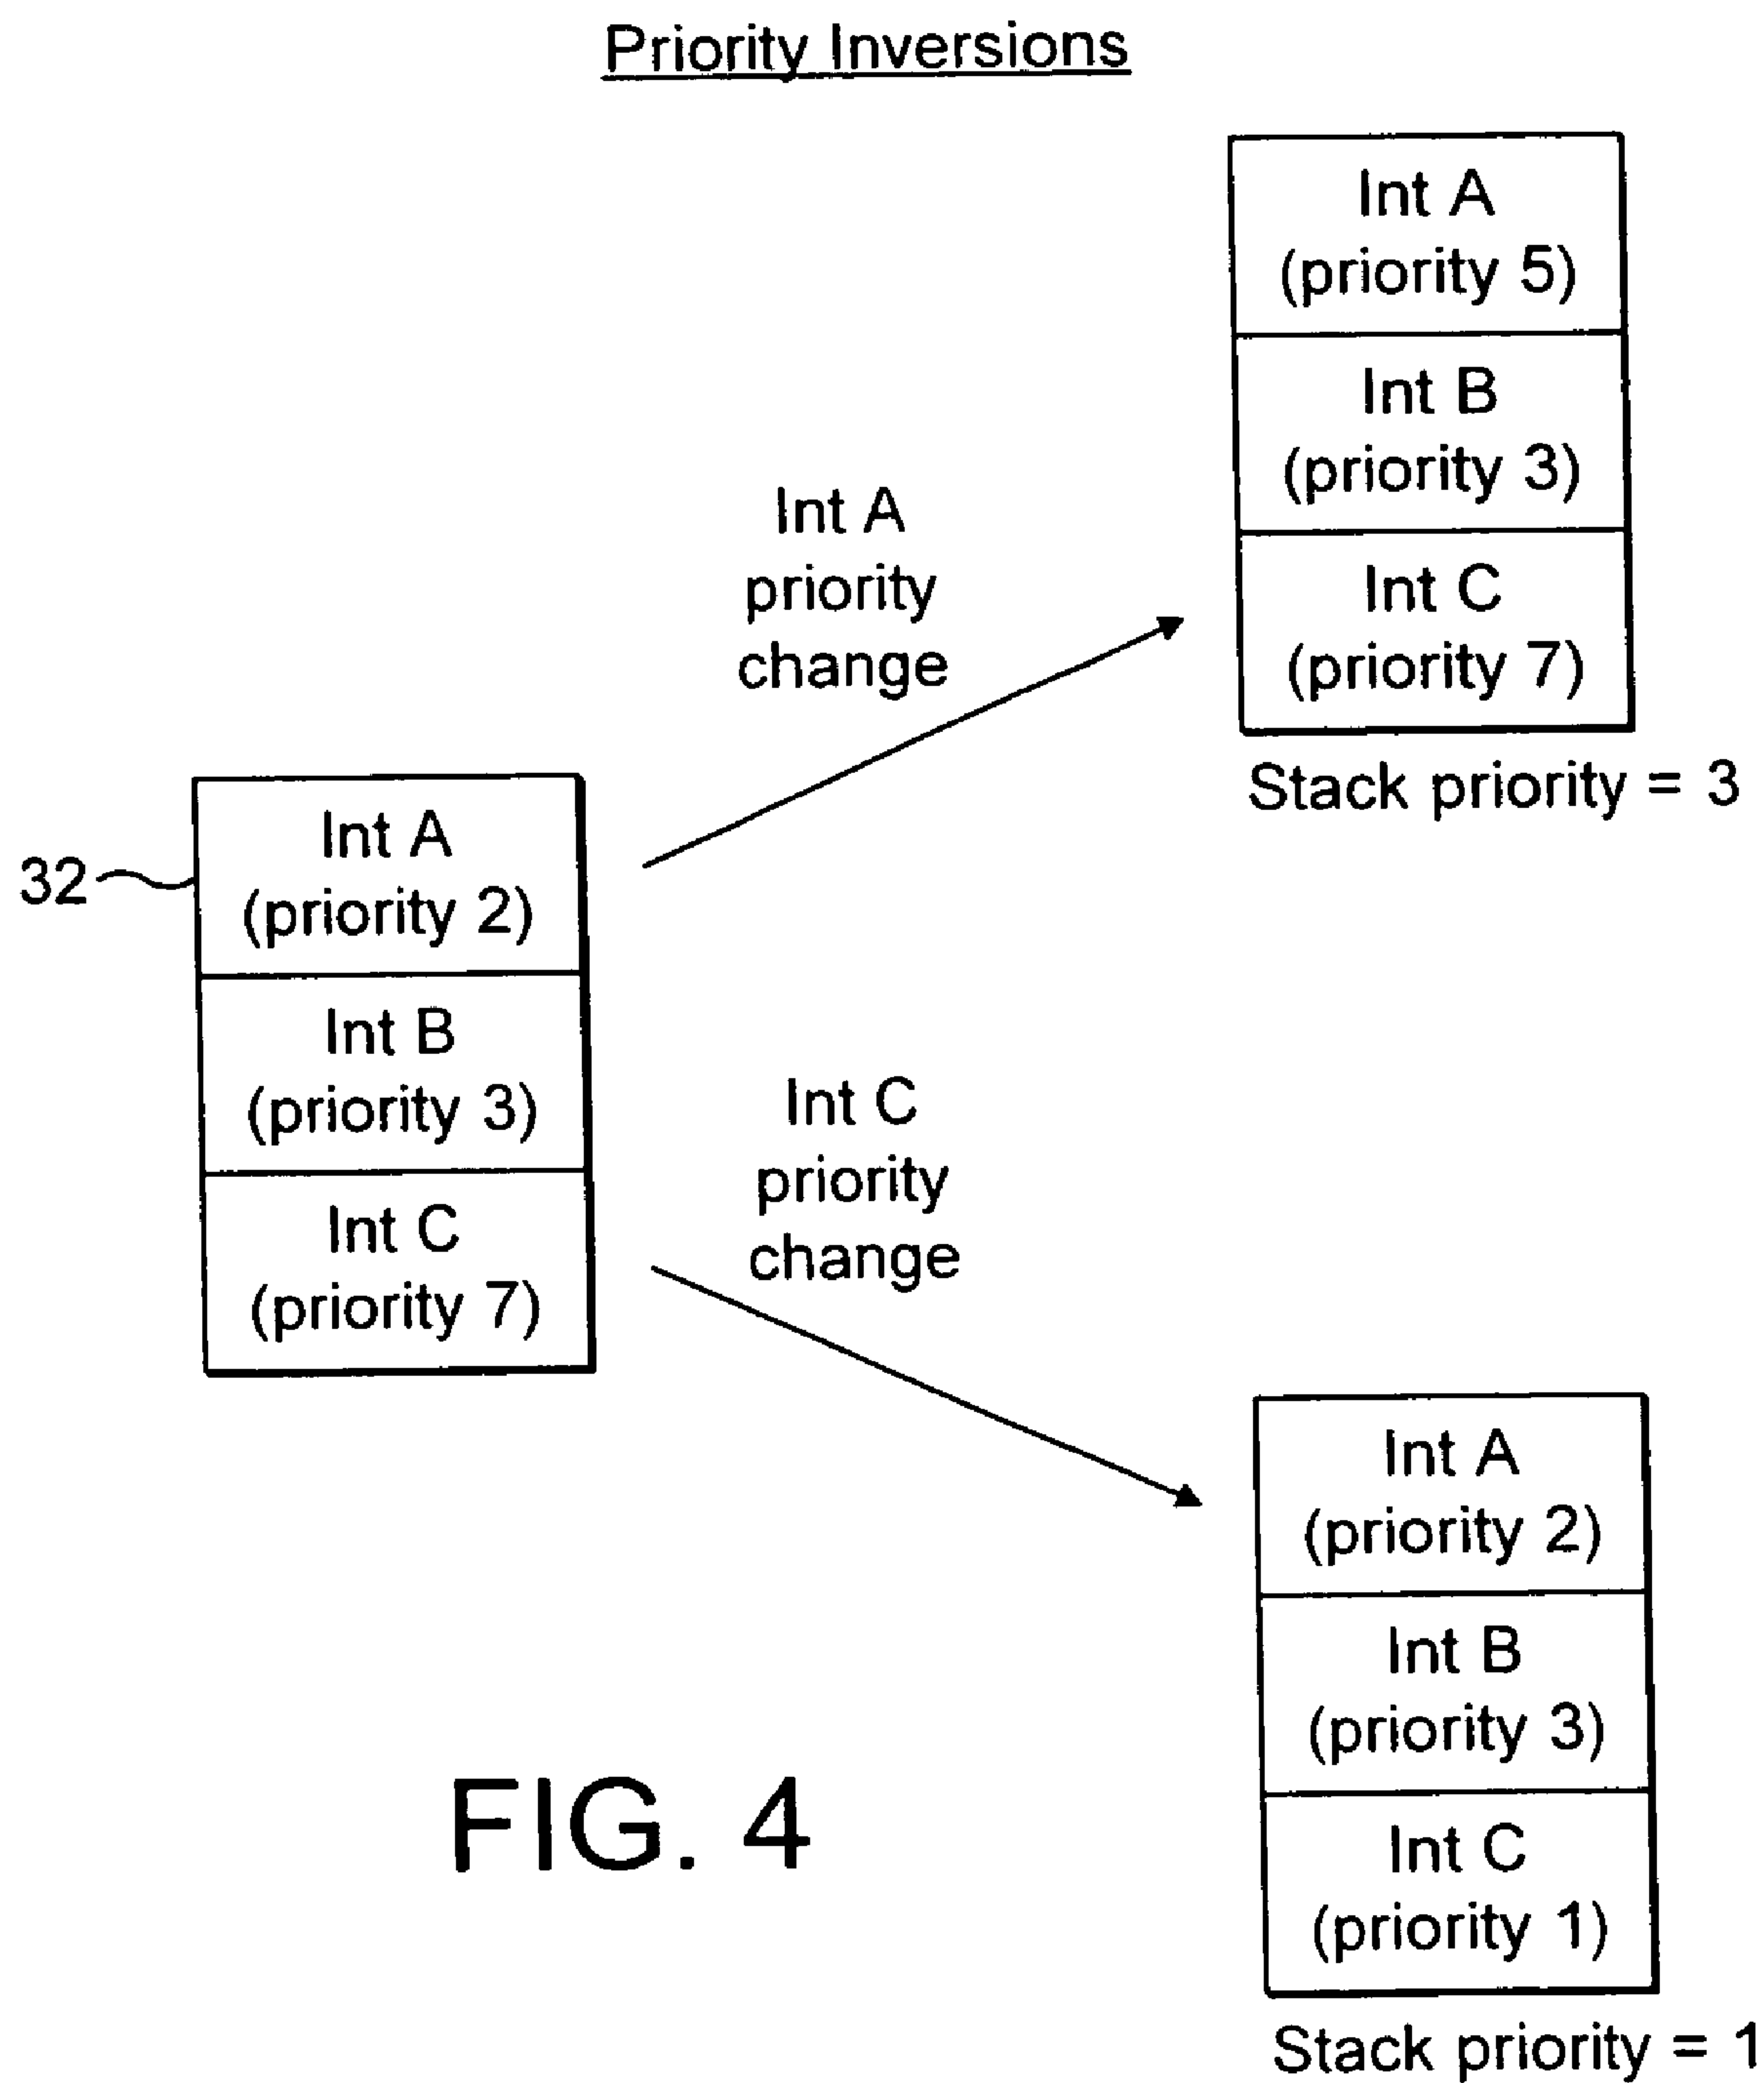 Priority Inversions
Int A
(priority 5)
Int B
(priority 3)
Int C
(priority 7)
Stack priority = 3
Int A
priority
change
32
Int A
(priority 2)
Int B
(priority 3)
Int C
(priority 7)
Int C
priority
change
Int A
(priority 2)
Int B
(priority 3)
Int C
(priority 1)
Stack priority = 1
FIG. 4